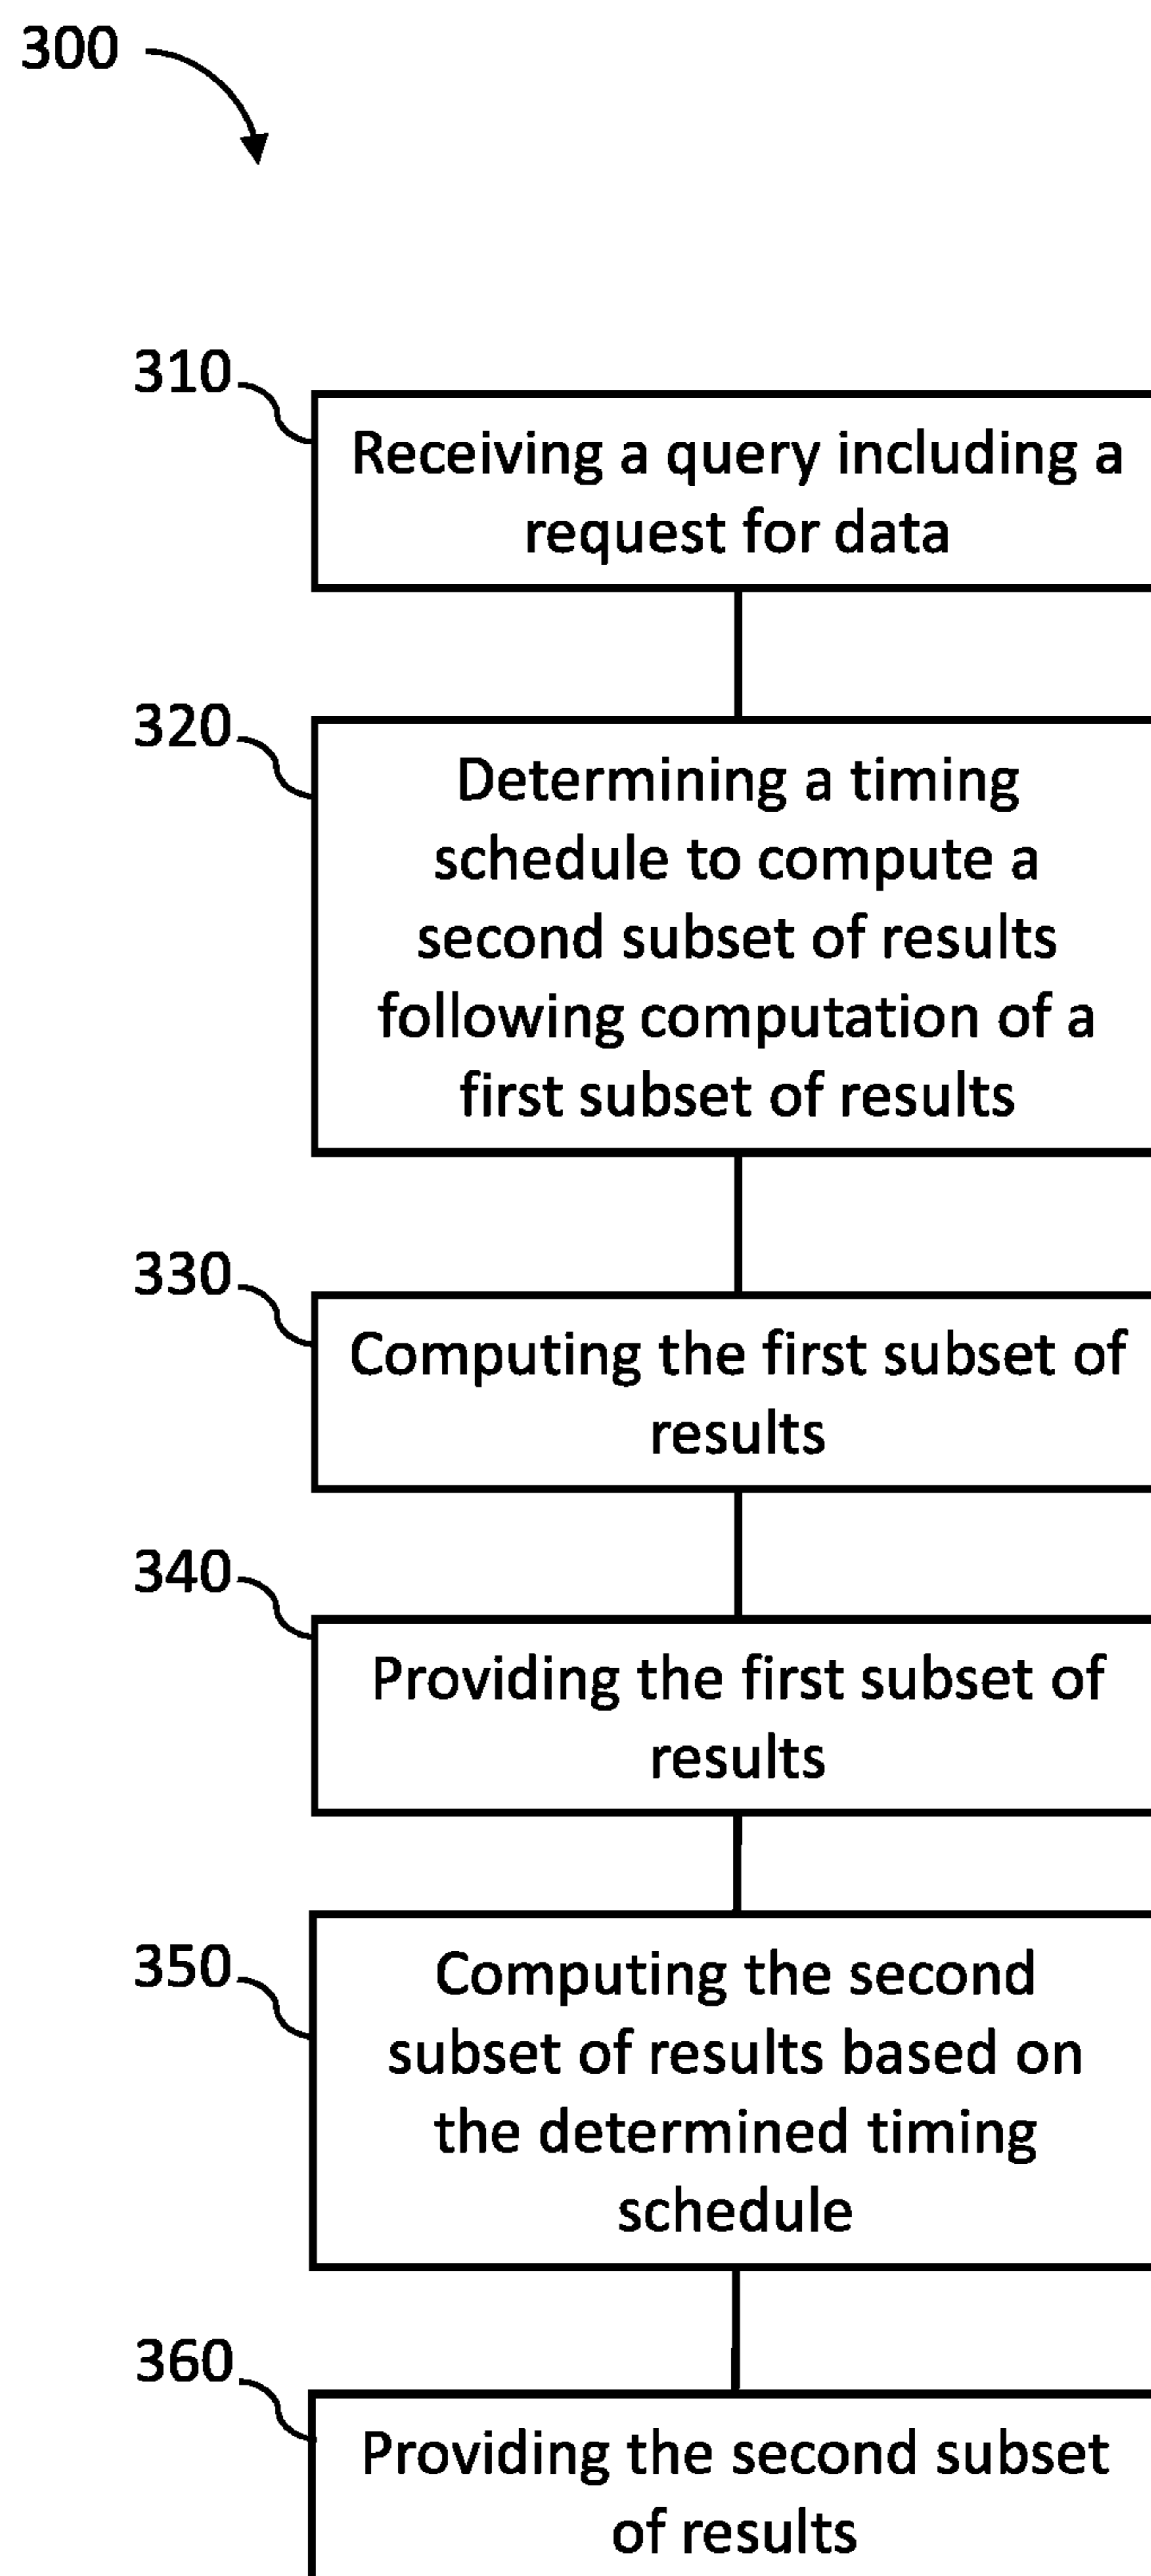 300
310
Receiving a query including a
request for data
320
Determining a timing
schedule to compute a
second subset of results
following computation of a
first subset of results
330
Computing the first subset of
results
340
Providing the first subset of
results
350
Computing the second
subset of results based on
the determined timing
schedule
360
Providing the second subset
of results